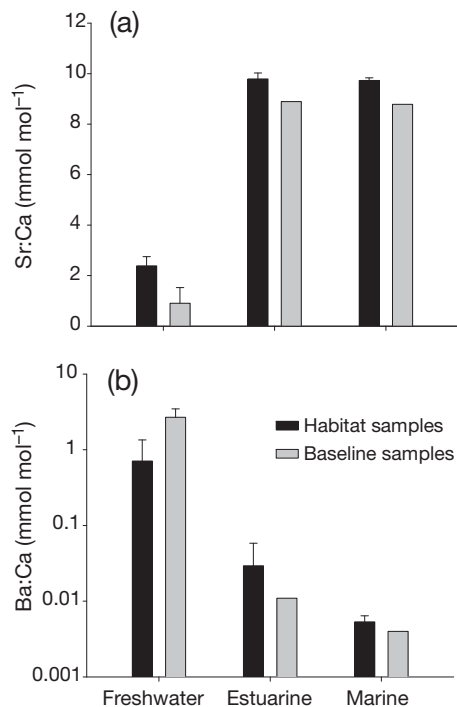 (a)
12
10
8
6
4
2
0
Sr:Ca (mmol mol⁻¹)
(b)
10
1
0.1
0.01
0.001
Ba:Ca (mmol mol⁻¹)
Habitat samples
Baseline samples
Freshwater Estuarine Marine